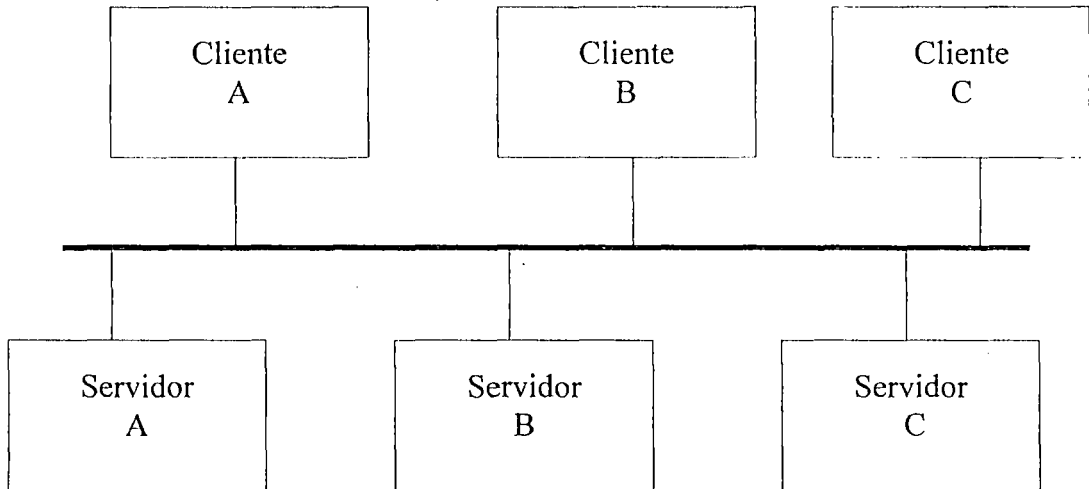 Cliente
A
Cliente
B
Cliente
C
Servidor
A
Servidor
B
Servidor
C